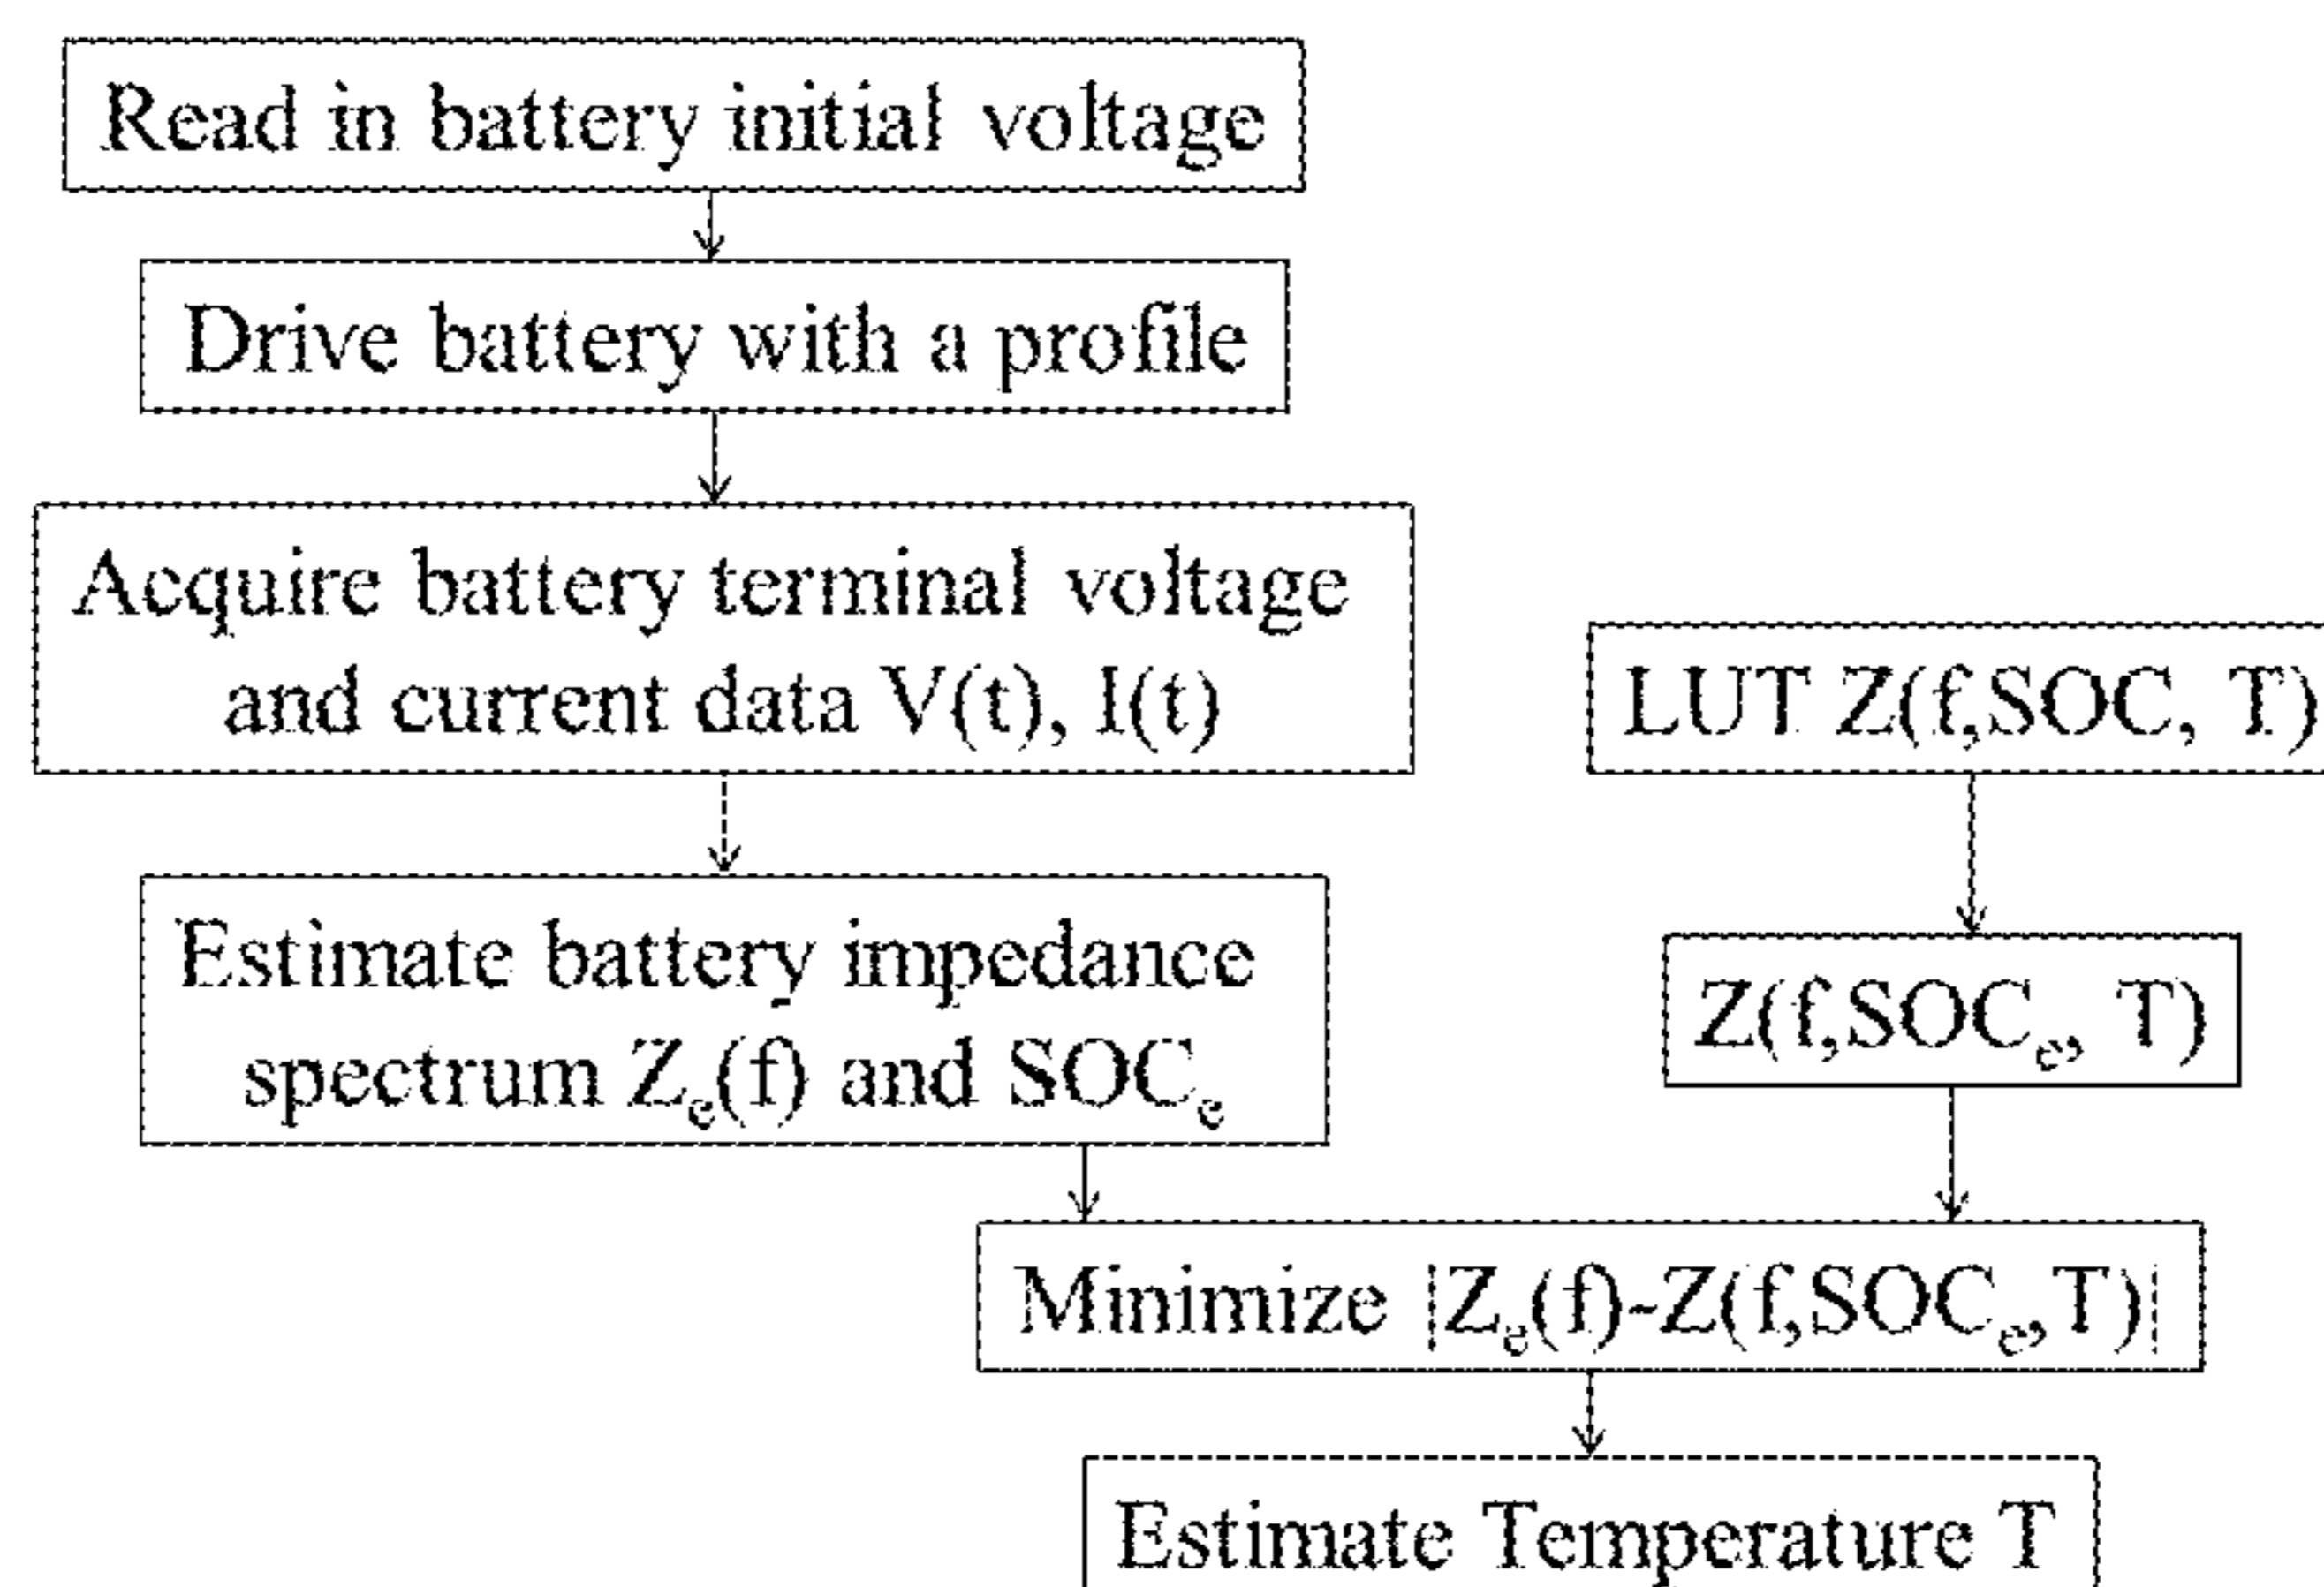 Read in battery initial voltage
Drive battery with a profile
Acquire battery terminal voltage
and current data V(t), I(t)
LUT Z(f,SOC, T)
Estimate battery impedance
spectrum Zₑ(f) and SOCₑ
Z(f,SOCₑ, T)
Minimize |Zₑ(f)-Z(f,SOCₑ,T)|
Estimate Temperature T